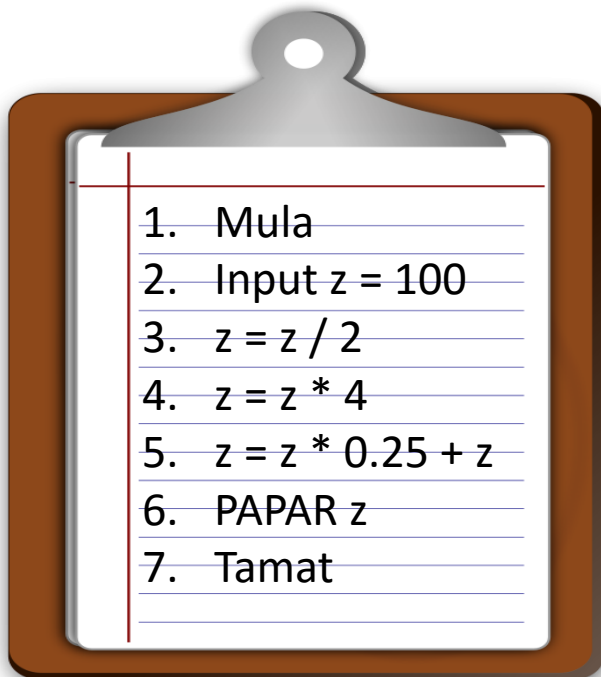 1. Mula
2. Input z = 100
3. z = z / 2
4. z = z * 4
5. z = z * 0.25 + z
6. PAPAR z
7. Tamat